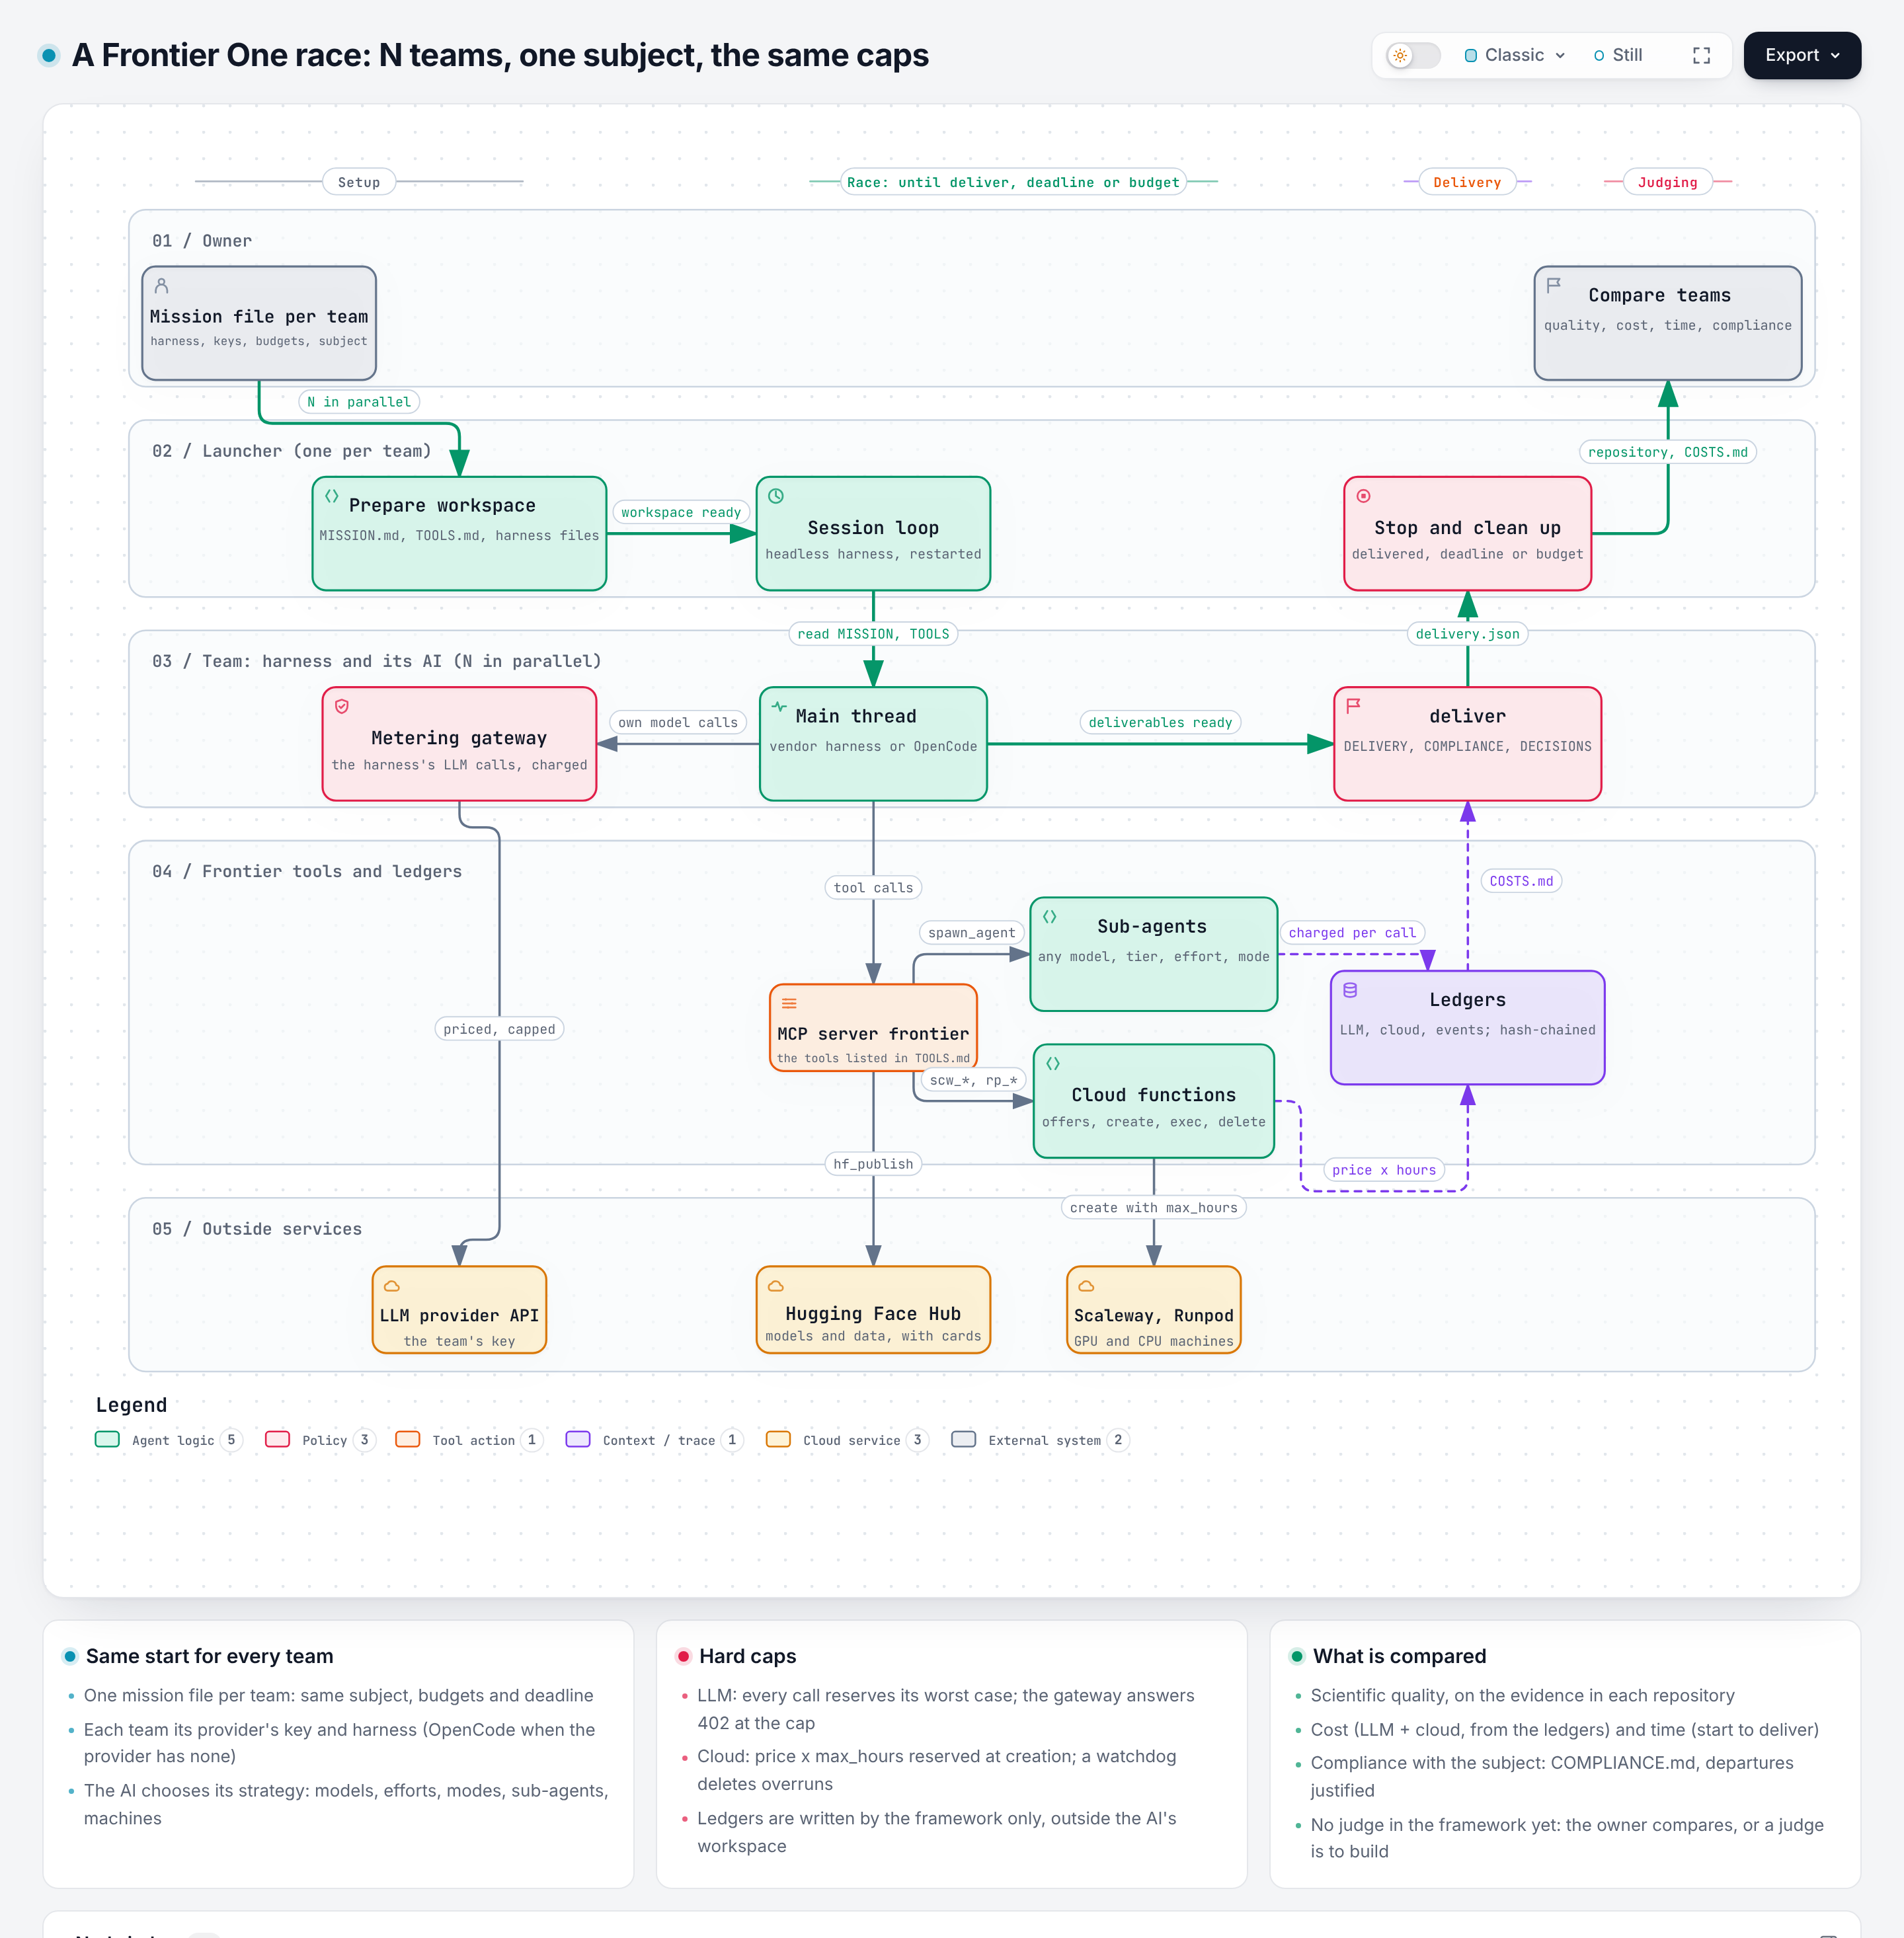 A Frontier One race: N teams, one subject, the same caps
Classic
Still
Export
Setup
Race: until deliver, deadline or budget
Delivery
Judging
01 / Owner
Mission file per team
harness, keys, budgets, subject
Compare teams
quality, cost, time, compliance
N in parallel
02 / Launcher (one per team)
repository, COSTS.md
Prepare workspace
MISSION.md, TOOLS.md, harness files
workspace ready
Session loop
headless harness, restarted
Stop and clean up
delivered, deadline or budget
read MISSION, TOOLS
delivery.json
03 / Team: harness and its AI (N in parallel)
Metering gateway
the harness's LLM calls, charged
own model calls
Main thread
vendor harness or OpenCode
deliverables ready
deliver
DELIVERY, COMPLIANCE, DECISIONS
04 / Frontier tools and ledgers
tool calls
COSTS.md
spawn_agent
Sub-agents
any model, tier, effort, mode
charged per call
priced, capped
MCP server frontier
the tools listed in TOOLS.md
Ledgers
LLM, cloud, events; hash-chained
scw_*, rp_*
Cloud functions
offers, create, exec, delete
hf_publish
price x hours
create with max_hours
05 / Outside services
LLM provider API
the team's key
Hugging Face Hub
models and data, with cards
Scaleway, Runpod
GPU and CPU machines
Legend
Agent logic 5
Policy 3
Tool action 1
Context / trace 1
Cloud service 3
External system 2
Same start for every team
One mission file per team: same subject, budgets and deadline
Each team its provider's key and harness (OpenCode when the
provider has none)
The AI chooses its strategy: models, efforts, modes, sub-agents,
machines
Hard caps
LLM: every call reserves its worst case; the gateway answers
402 at the cap
Cloud: price x max_hours reserved at creation; a watchdog
deletes overruns
Ledgers are written by the framework only, outside the AI's
workspace
What is compared
Scientific quality, on the evidence in each repository
Cost (LLM + cloud, from the ledgers) and time (start to deliver)
Compliance with the subject: COMPLIANCE.md, departures
justified
No judge in the framework yet: the owner compares, or a judge
is to build